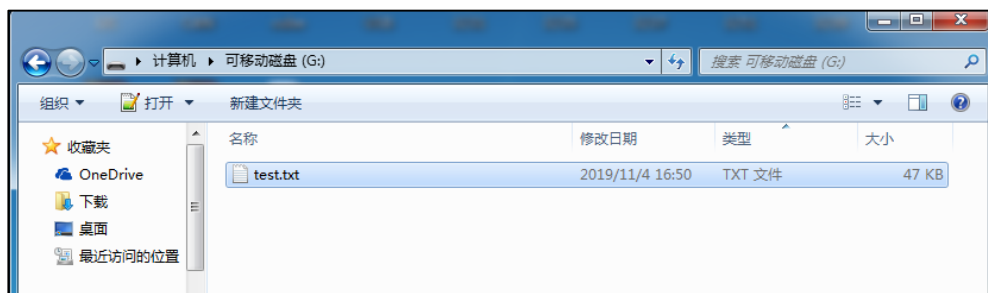 计算机 ▸ 可移动磁盘 (G:)
搜索 可移动磁盘 (G:)
组织 打开 新建文件夹
名称 修改日期 类型 大小
收藏夹
OneDrive
test.txt 2019/11/4 16:50 TXT 文件 47 KB
下载
桌面
最近访问的位置